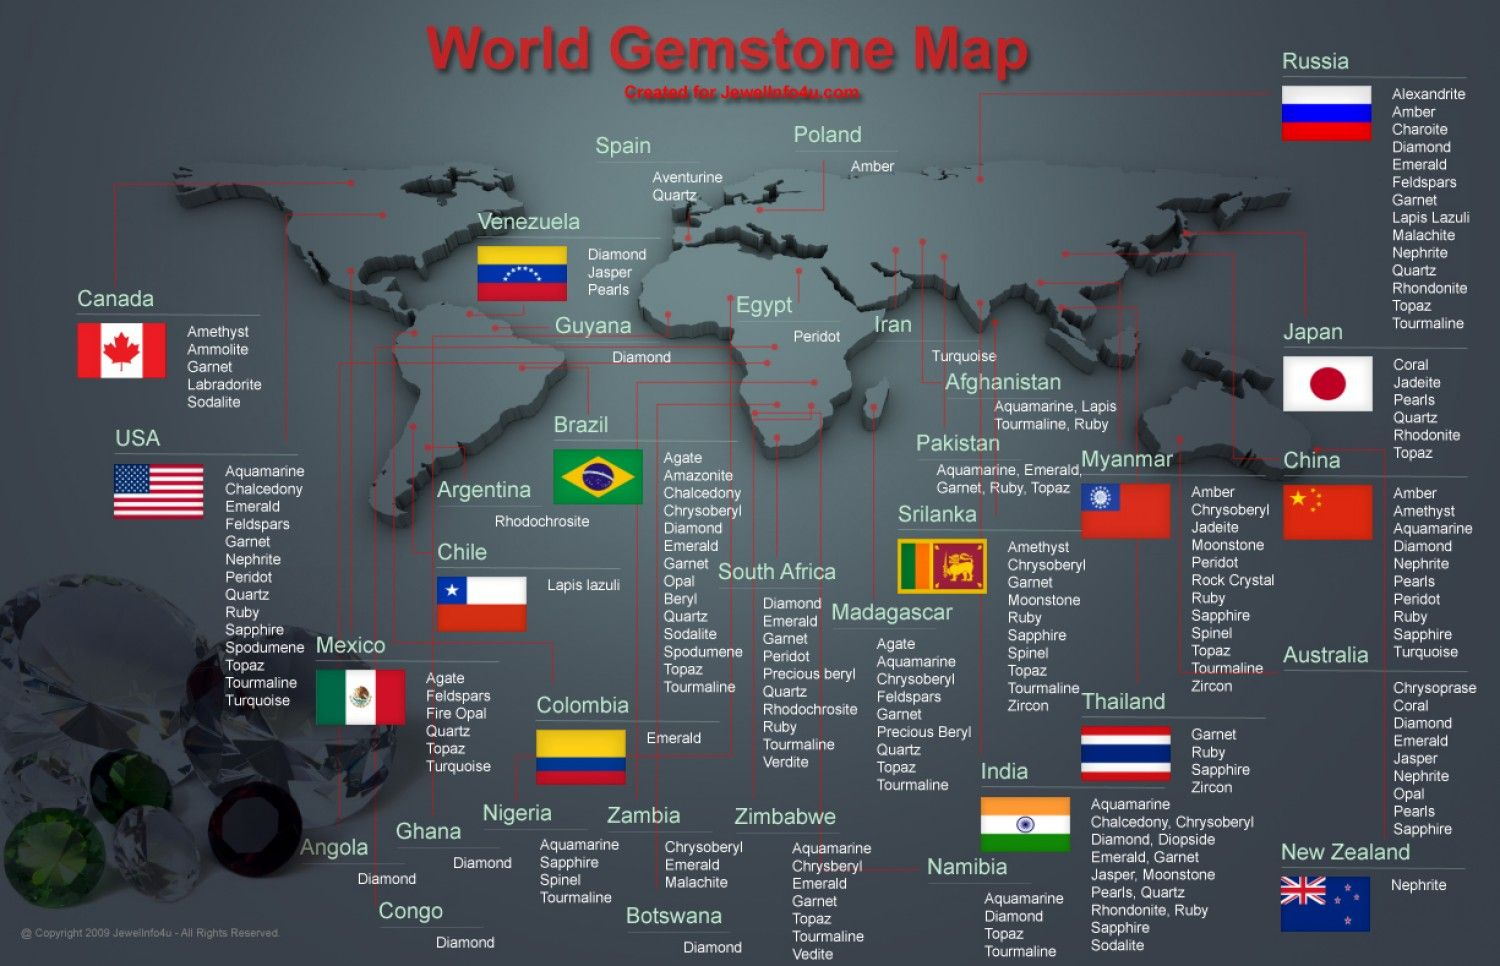 World Gemstone Map
Created for JewelInfo4u.com
Russia
Alexandrite
Amber
Charoite
Diamond
Emerald
Feldspars
Garnet
Lapis Lazuli
Malachite
Nephrite
Quartz
Rhondonite
Topaz
Tourmaline
Poland
Amber
Spain
Aventurine
Quartz
Venezuela
Diamond
Jasper
Pearls
Canada
Amethyst
Ammolite
Garnet
Labradorite
Sodalite
Guyana
Diamond
Egypt
Peridot
Iran
Turquoise
Japan
Coral
Jadeite
Pearls
Quartz
Rhodonite
Topaz
Afghanistan
Aquamarine, Lapis
Tourmaline, Ruby
USA
Aquamarine
Chalcedony
Emerald
Feldspars
Garnet
Nephrite
Peridot
Quartz
Ruby
Sapphire
Spodumene
Topaz
Tourmaline
Turquoise
Brazil
Agate
Amazonite
Chalcedony
Chrysoberyl
Diamond
Emerald
Garnet
Opal
Beryl
Quartz
Sodalite
Spodumene
Topaz
Tourmaline
Pakistan
Aquamarine, Emerald,
Garnet, Ruby, Topaz
Myanmar
Amber
Chrysoberyl
Jadeite
Moonstone
Peridot
Rock Crystal
Ruby
Sapphire
Spinel
Topaz
Tourmaline
Zircon
China
Amber
Amethyst
Aquamarine
Diamond
Nephrite
Pearls
Peridot
Ruby
Sapphire
Turquoise
Argentina
Rhodochrosite
Srilanka
Amethyst
Chrysoberyl
Garnet
Moonstone
Ruby
Sapphire
Spinel
Topaz
Tourmaline
Zircon
Chile
Lapis lazuli
South Africa
Diamond
Emerald
Garnet
Peridot
Precious beryl
Quartz
Rhodochrosite
Ruby
Tourmaline
Verdite
Madagascar
Agate
Aquamarine
Chrysoberyl
Feldspars
Garnet
Precious Beryl
Quartz
Topaz
Tourmaline
Mexico
Agate
Feldspars
Fire Opal
Quartz
Topaz
Turquoise
Australia
Chrysoprase
Coral
Diamond
Emerald
Jasper
Nephrite
Opal
Pearls
Sapphire
Colombia
Emerald
Thailand
Garnet
Ruby
Sapphire
Zircon
India
Aquamarine
Chalcedony, Chrysoberyl
Diamond, Diopside
Emerald, Garnet
Jasper, Moonstone
Pearls, Quartz
Rhondonite, Ruby
Sapphire
Sodalite
Nigeria
Aquamarine
Sapphire
Spinel
Tourmaline
Zambia
Chrysoberyl
Emerald
Malachite
Zimbabwe
Aquamarine
Chrysberyl
Emerald
Garnet
Topaz
Tourmaline
Vedite
Ghana
Diamond
Angola
Diamond
Namibia
Aquamarine
Diamond
Topaz
Tourmaline
New Zealand
Nephrite
Congo
Diamond
Botswana
Diamond
@ Copyright 2009 JewelInfo4u - All Rights Reserved.